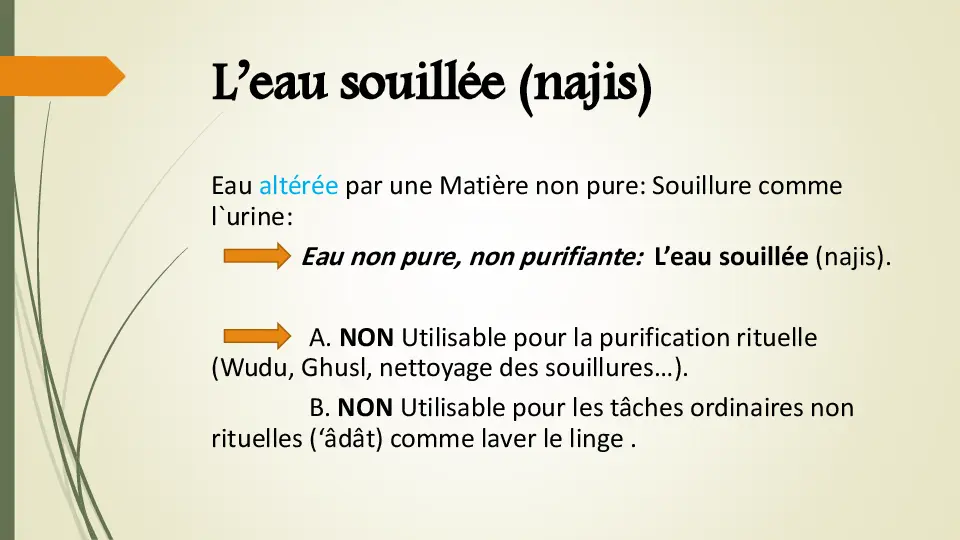 L’eau souillée (najis)
Eau altérée par une Matière non pure: Souillure comme
l`urine:
Eau non pure, non purifiante: L’eau souillée (najis).
A. NON Utilisable pour la purification rituelle
(Wudu, Ghusl, nettoyage des souillures…).
B. NON Utilisable pour les tâches ordinaires non
rituelles (‘âdât) comme laver le linge .